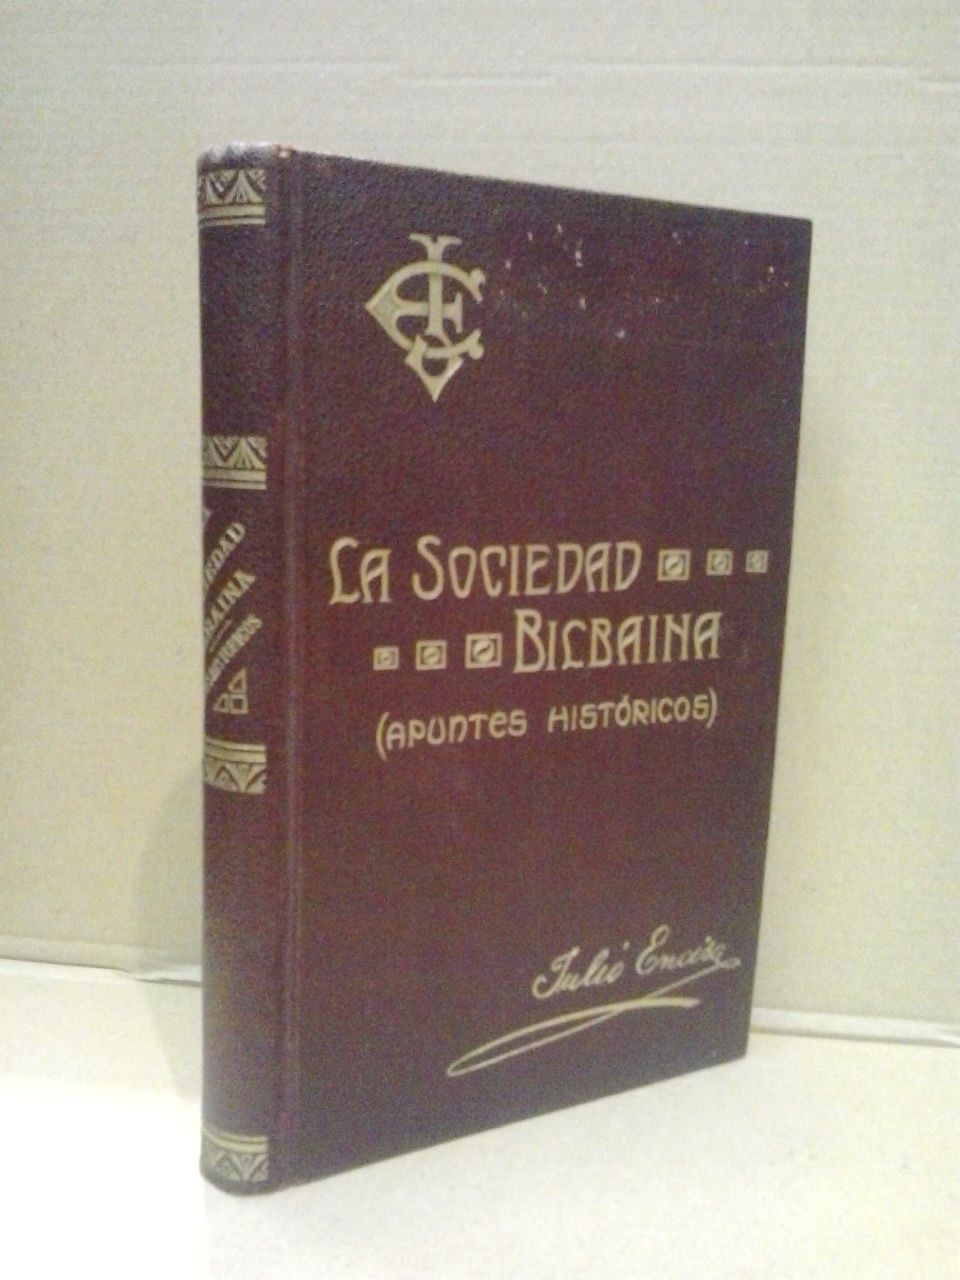 LA SOCIEDAD
BILBAINA
(APUNTES HISTÓRICOS)
Julio Enciso